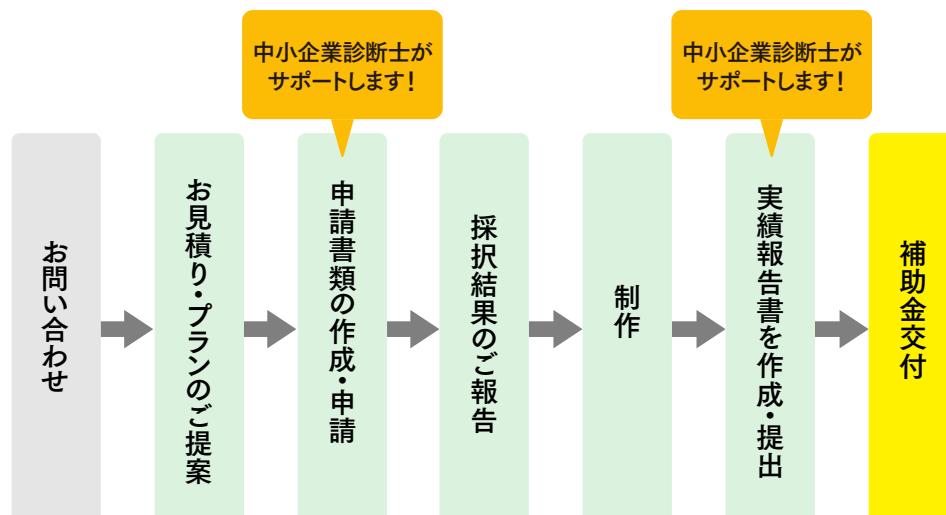 中小企業診断士が
サポートします!
中小企業診断士が
サポートします!
お問い合わせ
お見積り・プランのご提案
申請書類の作成・申請
採択結果のご報告
制作
実績報告書を作成・提出
補助金交付